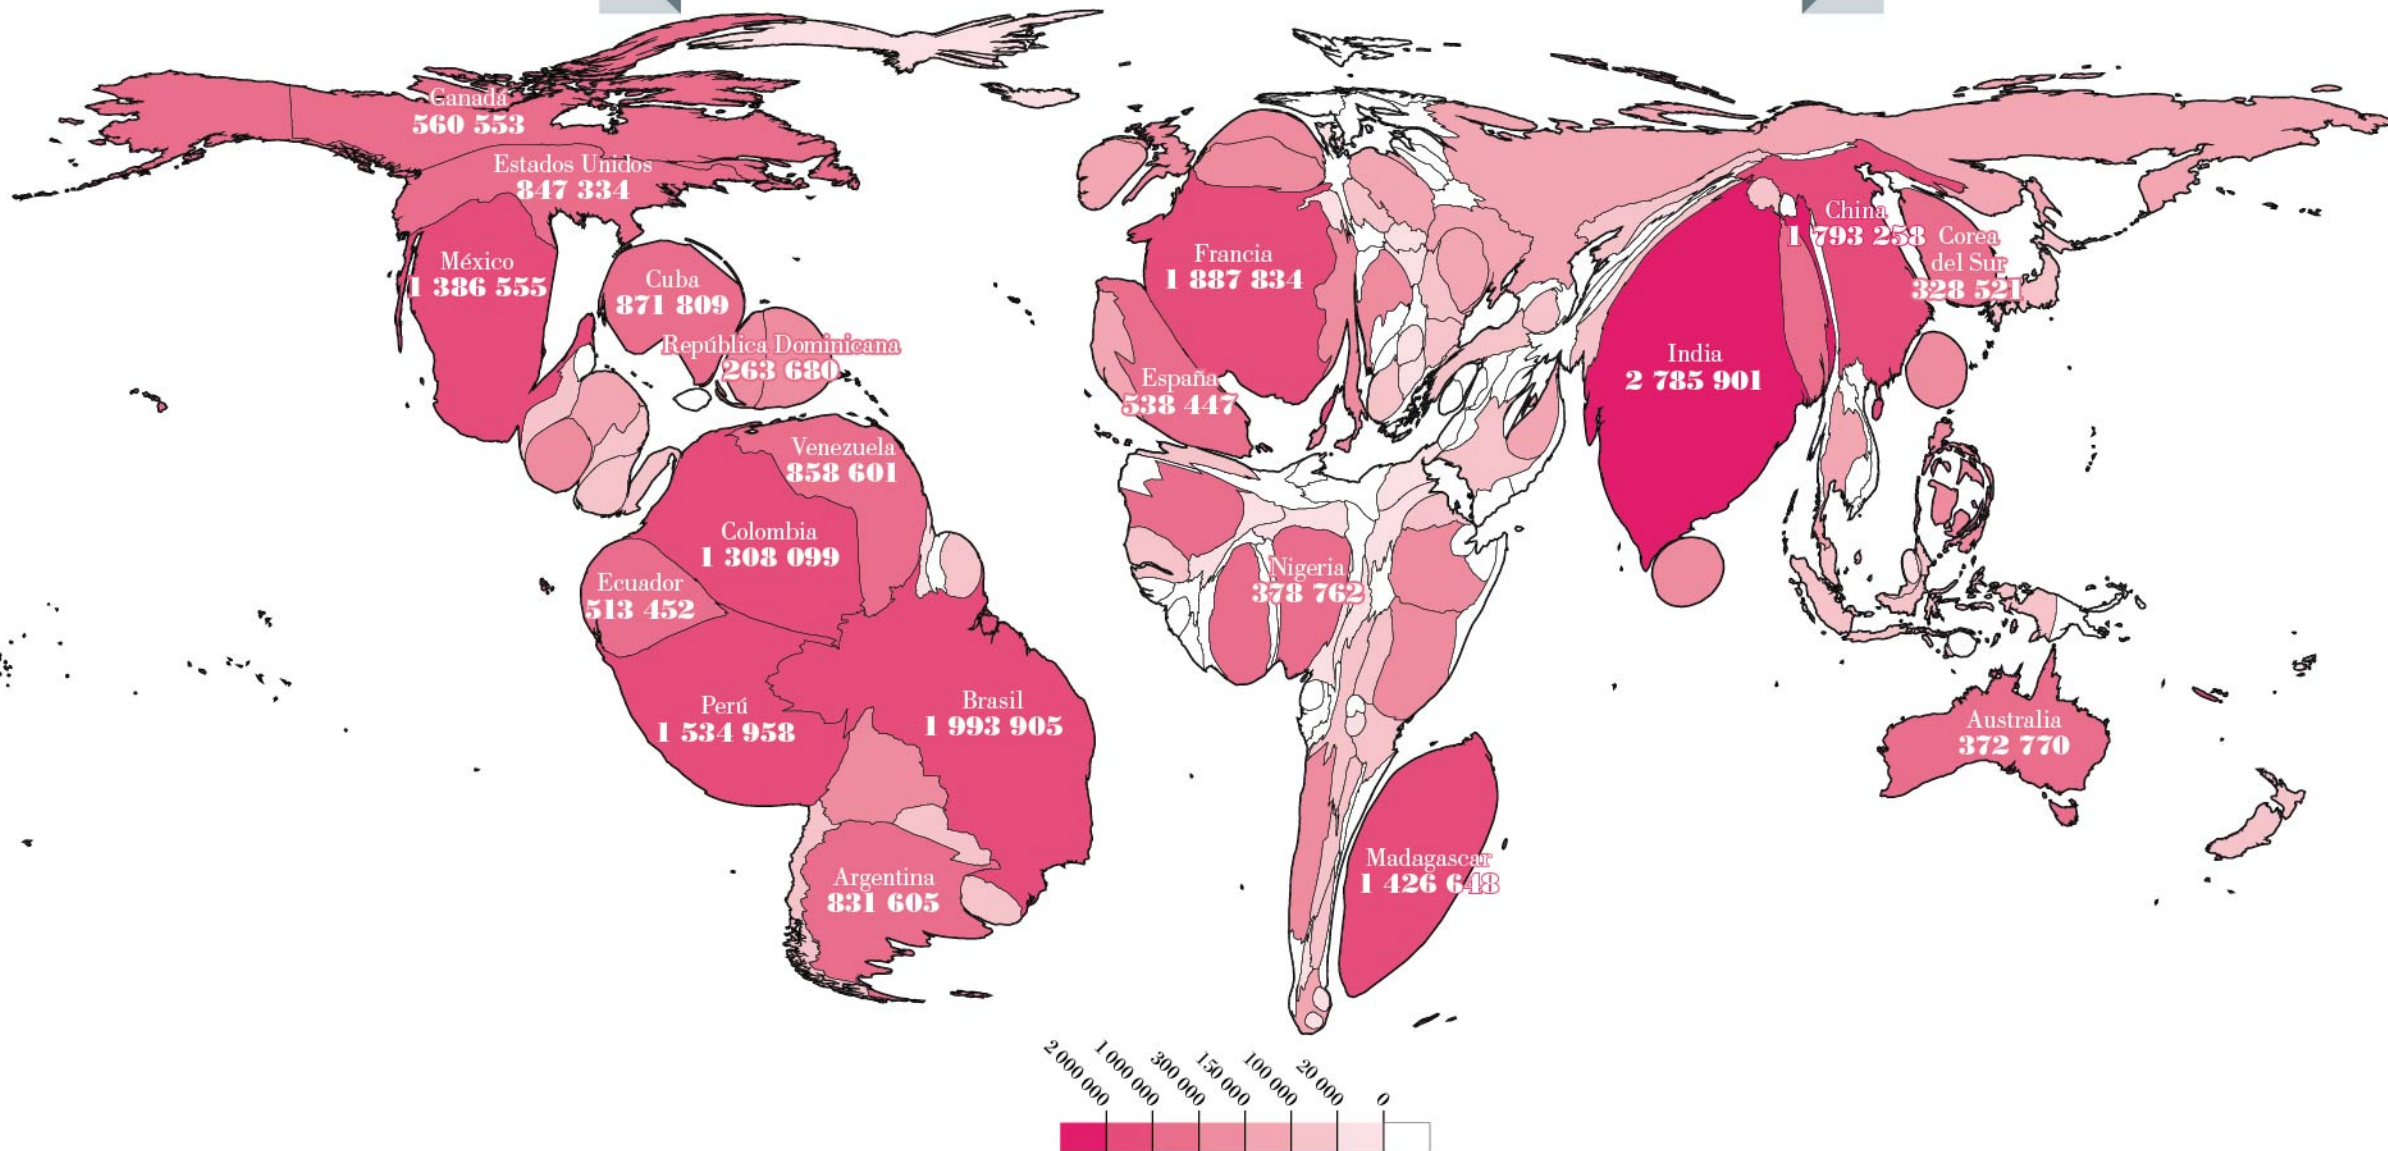 Canadá
560 553
Estados Unidos
847 334
México
1 386 555
Cuba
871 809
República Dominicana
263 680
Venezuela
858 601
Colombia
1 308 099
Ecuador
513 452
Perú
1 534 958
Brasil
1 993 905
Argentina
831 605
Francia
1 887 834
España
538 447
Nigeria
378 762
Madagascar
1 426 648
India
2 785 901
China
1 793 258
Corea
del Sur
328 521
Australia
372 770
2 000 000
1 000 000
300 000
150 000
100 000
20 000
0